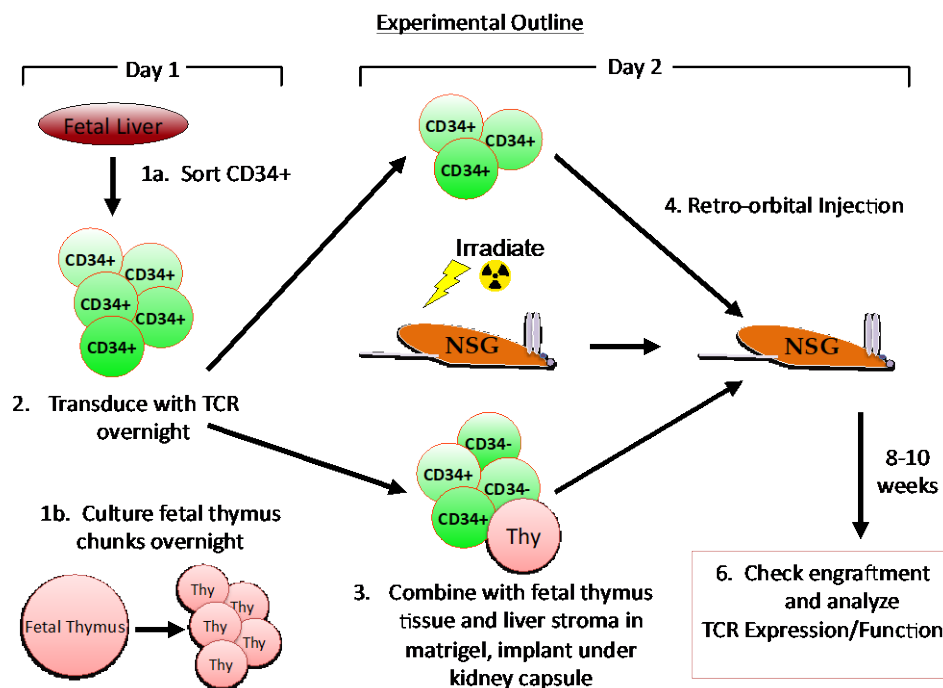 Experimental Outline
Day 1
Day 2
Fetal Liver
1a. Sort CD34+
CD34+
CD34+
CD34+
CD34+
CD34+
2. Transduce with TCR
overnight
1b. Culture fetal thymus
chunks overnight
Fetal Thymus
Thy
Thy
Thy
Thy
Thy
CD34+
CD34+
CD34+
4. Retro-orbital Injection
Irradiate
NSG
NSG
CD34-
CD34+
CD34-
CD34+
Thy
3. Combine with fetal thymus
tissue and liver stroma in
matrigel, implant under
kidney capsule
8-10
weeks
6. Check engraftment
and analyze
TCR Expression/Function